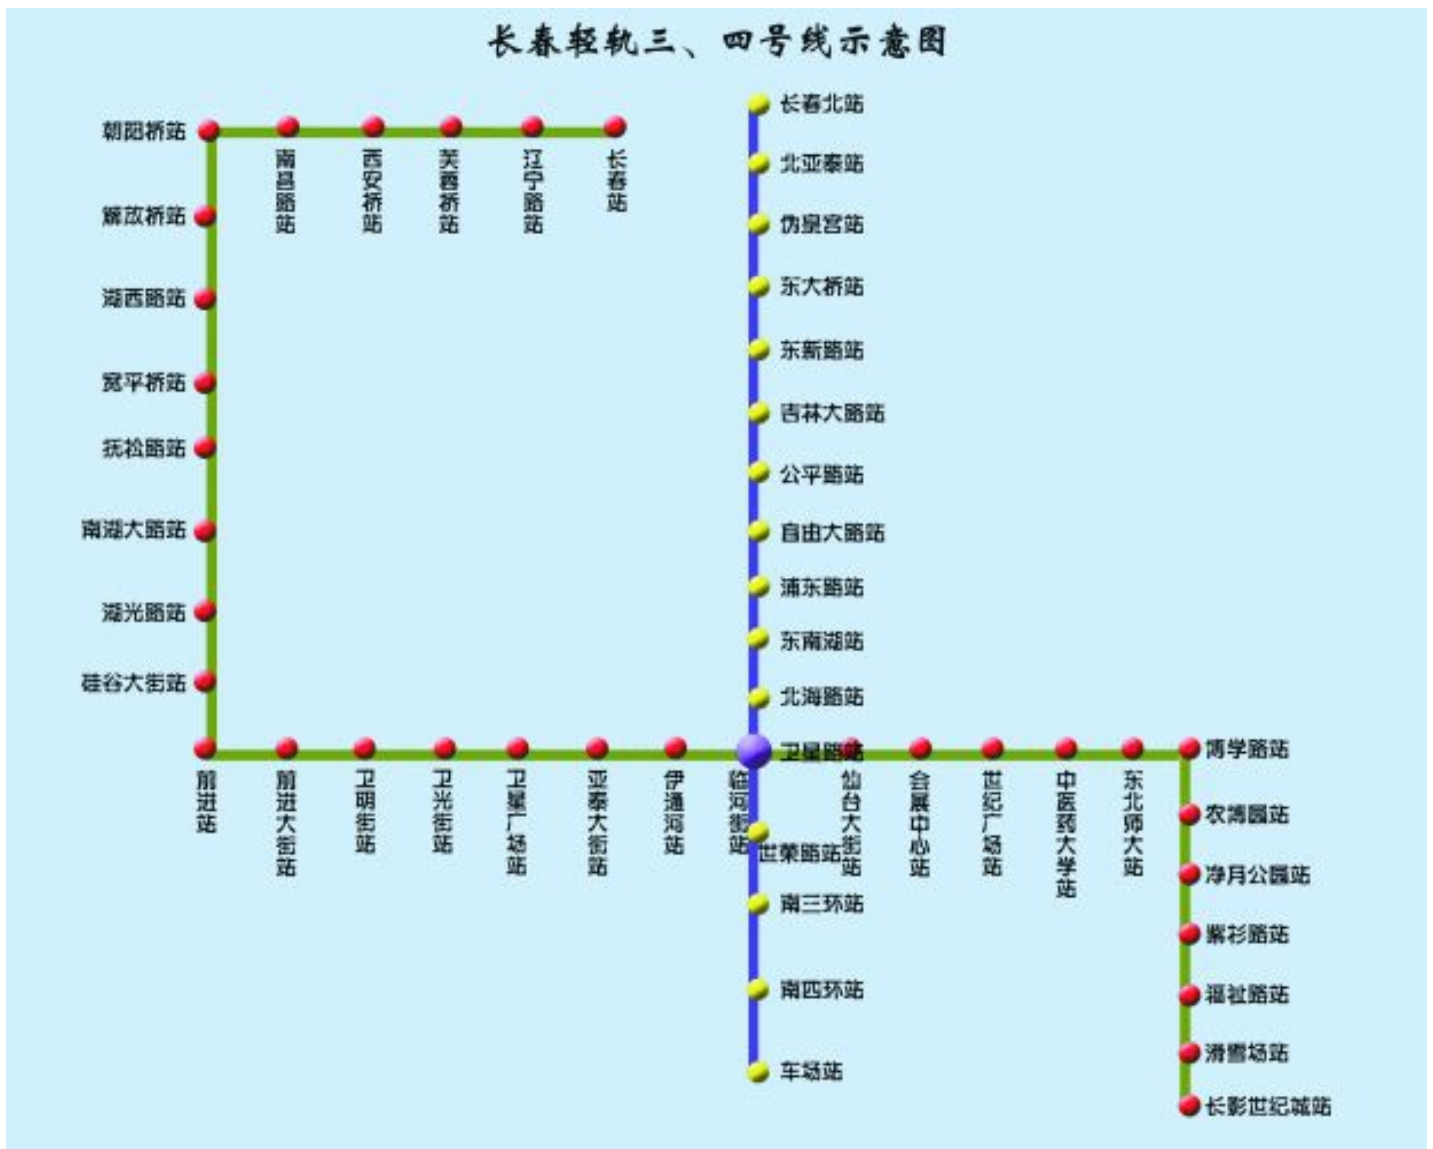 长春轻轨三、四号线示意图
朝阳桥站
南昌路站
西安桥站
芙蓉桥站
辽宁路站
长春站
解放桥站
湖西路站
宽平桥站
抚松路站
南湖大路站
湖光路站
硅谷大街站
前进站
前进大街站
卫明街站
卫光街站
卫星广场站
亚泰大街站
伊通河站
临河街站
长春北站
北亚泰站
伪皇宫站
东大桥站
东新路站
吉林大路站
公平路站
自由大路站
浦东路站
东南湖站
北海路站
卫星路站
世荣路站
南三环站
南四环站
车场站
仙台大街站
会展中心站
世纪广场站
中医药大学站
东北师大站
博学路站
农博园站
净月公园站
紫杉路站
福祉路站
滑雪场站
长影世纪城站